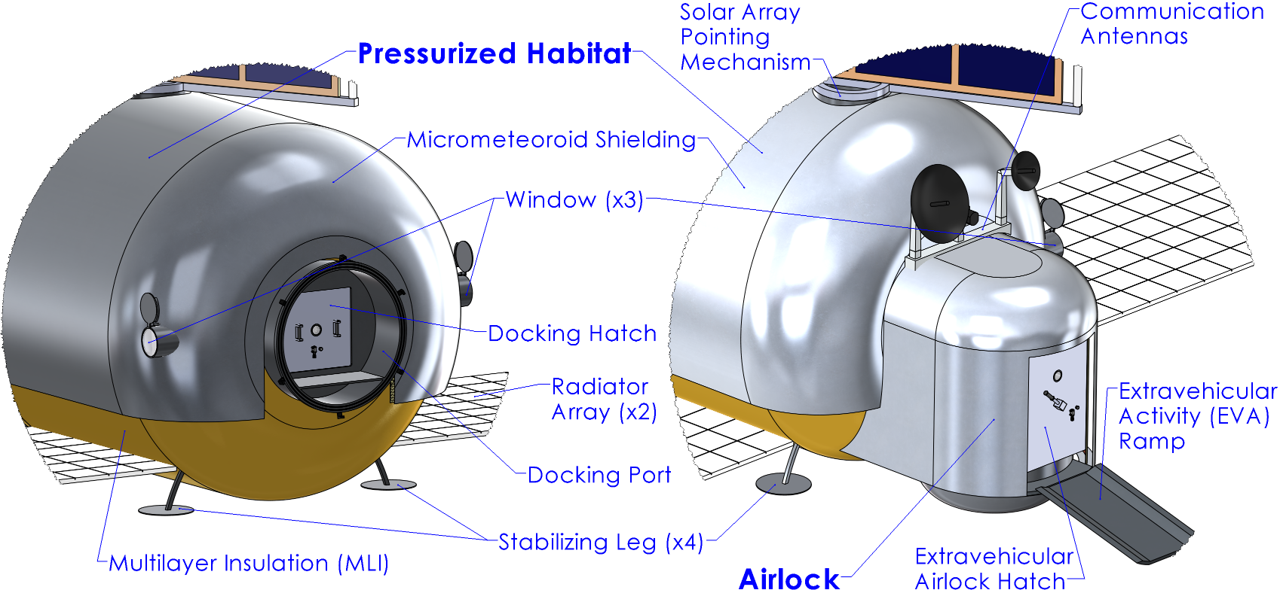 Solar Array
Pointing
Mechanism
Communication
Antennas
Pressurized Habitat
Micrometeoroid Shielding
Window (x3)
Docking Hatch
Radiator
Array (x2)
Extravehicular
Activity (EVA)
Ramp
Docking Port
Stabilizing Leg (x4)
Multilayer Insulation (MLI)
Airlock
Extravehicular
Airlock Hatch